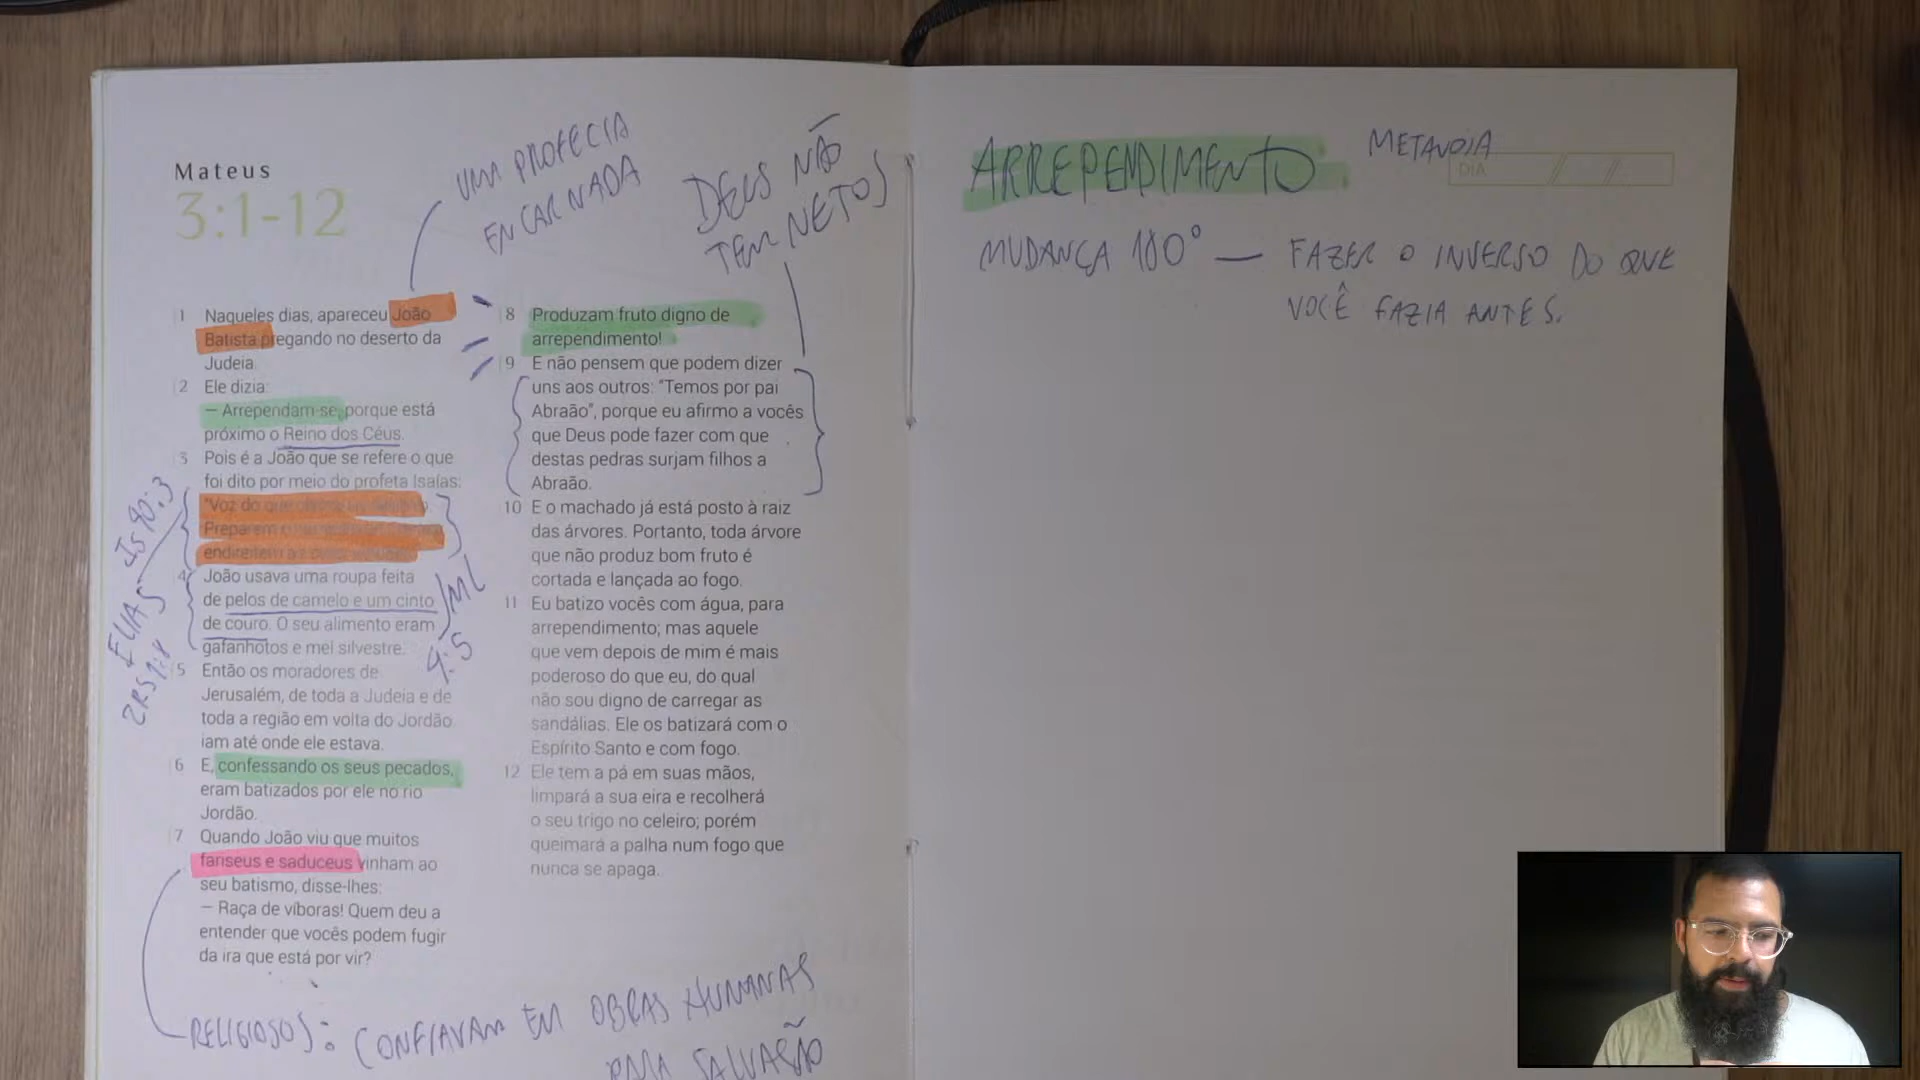 UMA PROFECIA
ENCARNADA
DEUS NÃO
TEM NETOS
Mateus
3:1-12
1 Naqueles dias, apareceu João
Batista pregando no deserto da
Judeia.
2 Ele dizia:
— Arrependam-se, porque está
próximo o Reino dos Céus.
3 Pois é a João que se refere o que
foi dito por meio do profeta Isaías:
"Voz do que
Preparem o
endireitem
4 João usava uma roupa feita
de pelos de camelo e um cinto
de couro. O seu alimento eram
gafanhotos e mel silvestre.
5 Então os moradores de
Jerusalém, de toda a Judeia e de
toda a região em volta do Jordão
iam até onde ele estava.
6 E, confessando os seus pecados,
eram batizados por ele no rio
Jordão.
7 Quando João viu que muitos
fariseus e saduceus vinham ao
seu batismo, disse-lhes:
— Raça de víboras! Quem deu a
entender que vocês podem fugir
da ira que está por vir?
Is 40:3
ELIAS
2RS 1:8
ML
4:5
8 Produzam fruto digno de
arrependimento!
9 E não pensem que podem dizer
uns aos outros: "Temos por pai
Abraão", porque eu afirmo a vocês
que Deus pode fazer com que
destas pedras surjam filhos a
Abraão.
10 E o machado já está posto à raiz
das árvores. Portanto, toda árvore
que não produz bom fruto é
cortada e lançada ao fogo.
11 Eu batizo vocês com água, para
arrependimento; mas aquele
que vem depois de mim é mais
poderoso do que eu, do qual
não sou digno de carregar as
sandálias. Ele os batizará com o
Espírito Santo e com fogo.
12 Ele tem a pá em suas mãos,
limpará a sua eira e recolherá
o seu trigo no celeiro; porém
queimará a palha num fogo que
nunca se apaga.
RELIGIOSOS: CONFIAVAM EM OBRAS HUMANAS
PARA SALVAÇÃO
ARREPENDIMENTO METANOIA
DIA / /
MUDANÇA 180° — FAZER O INVERSO DO QUE
VOCÊ FAZIA ANTES.